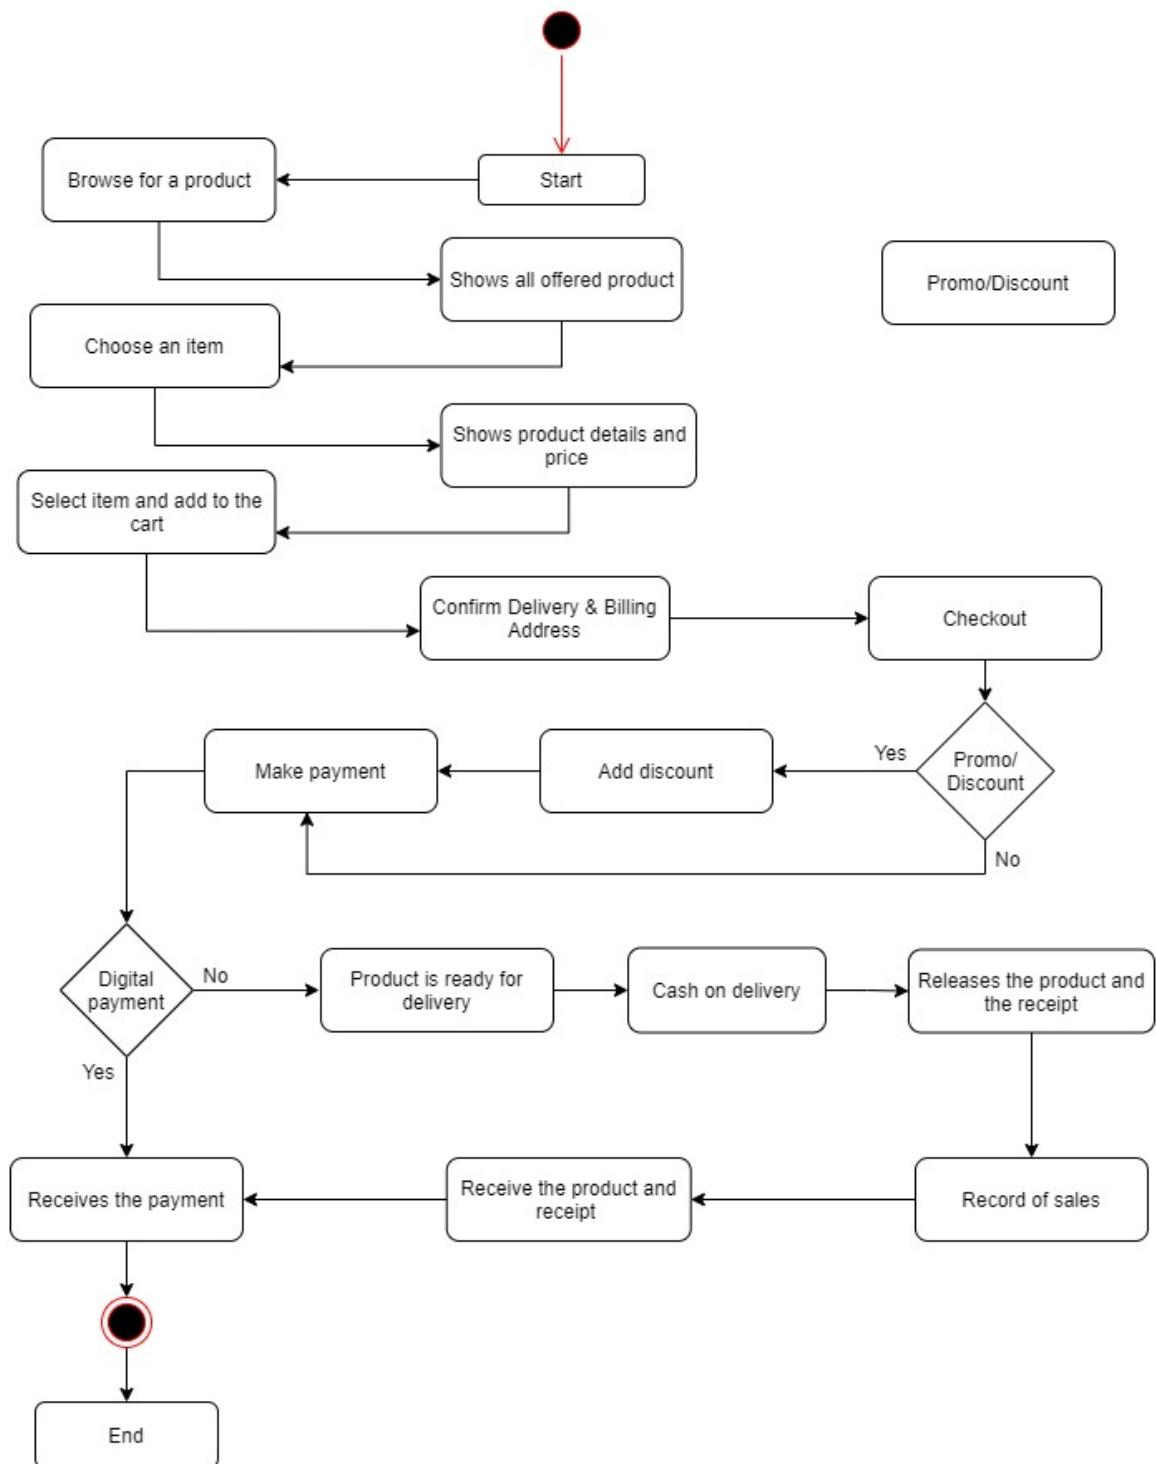 Start
Browse for a product
Shows all offered product
Promo/Discount
Choose an item
Shows product details and
price
Select item and add to the
cart
Confirm Delivery & Billing
Address
Checkout
Promo/
Discount
Yes
Add discount
Make payment
No
Digital
payment
No
Product is ready for
delivery
Cash on delivery
Releases the product and
the receipt
Yes
Receives the payment
Receive the product and
receipt
Record of sales
End